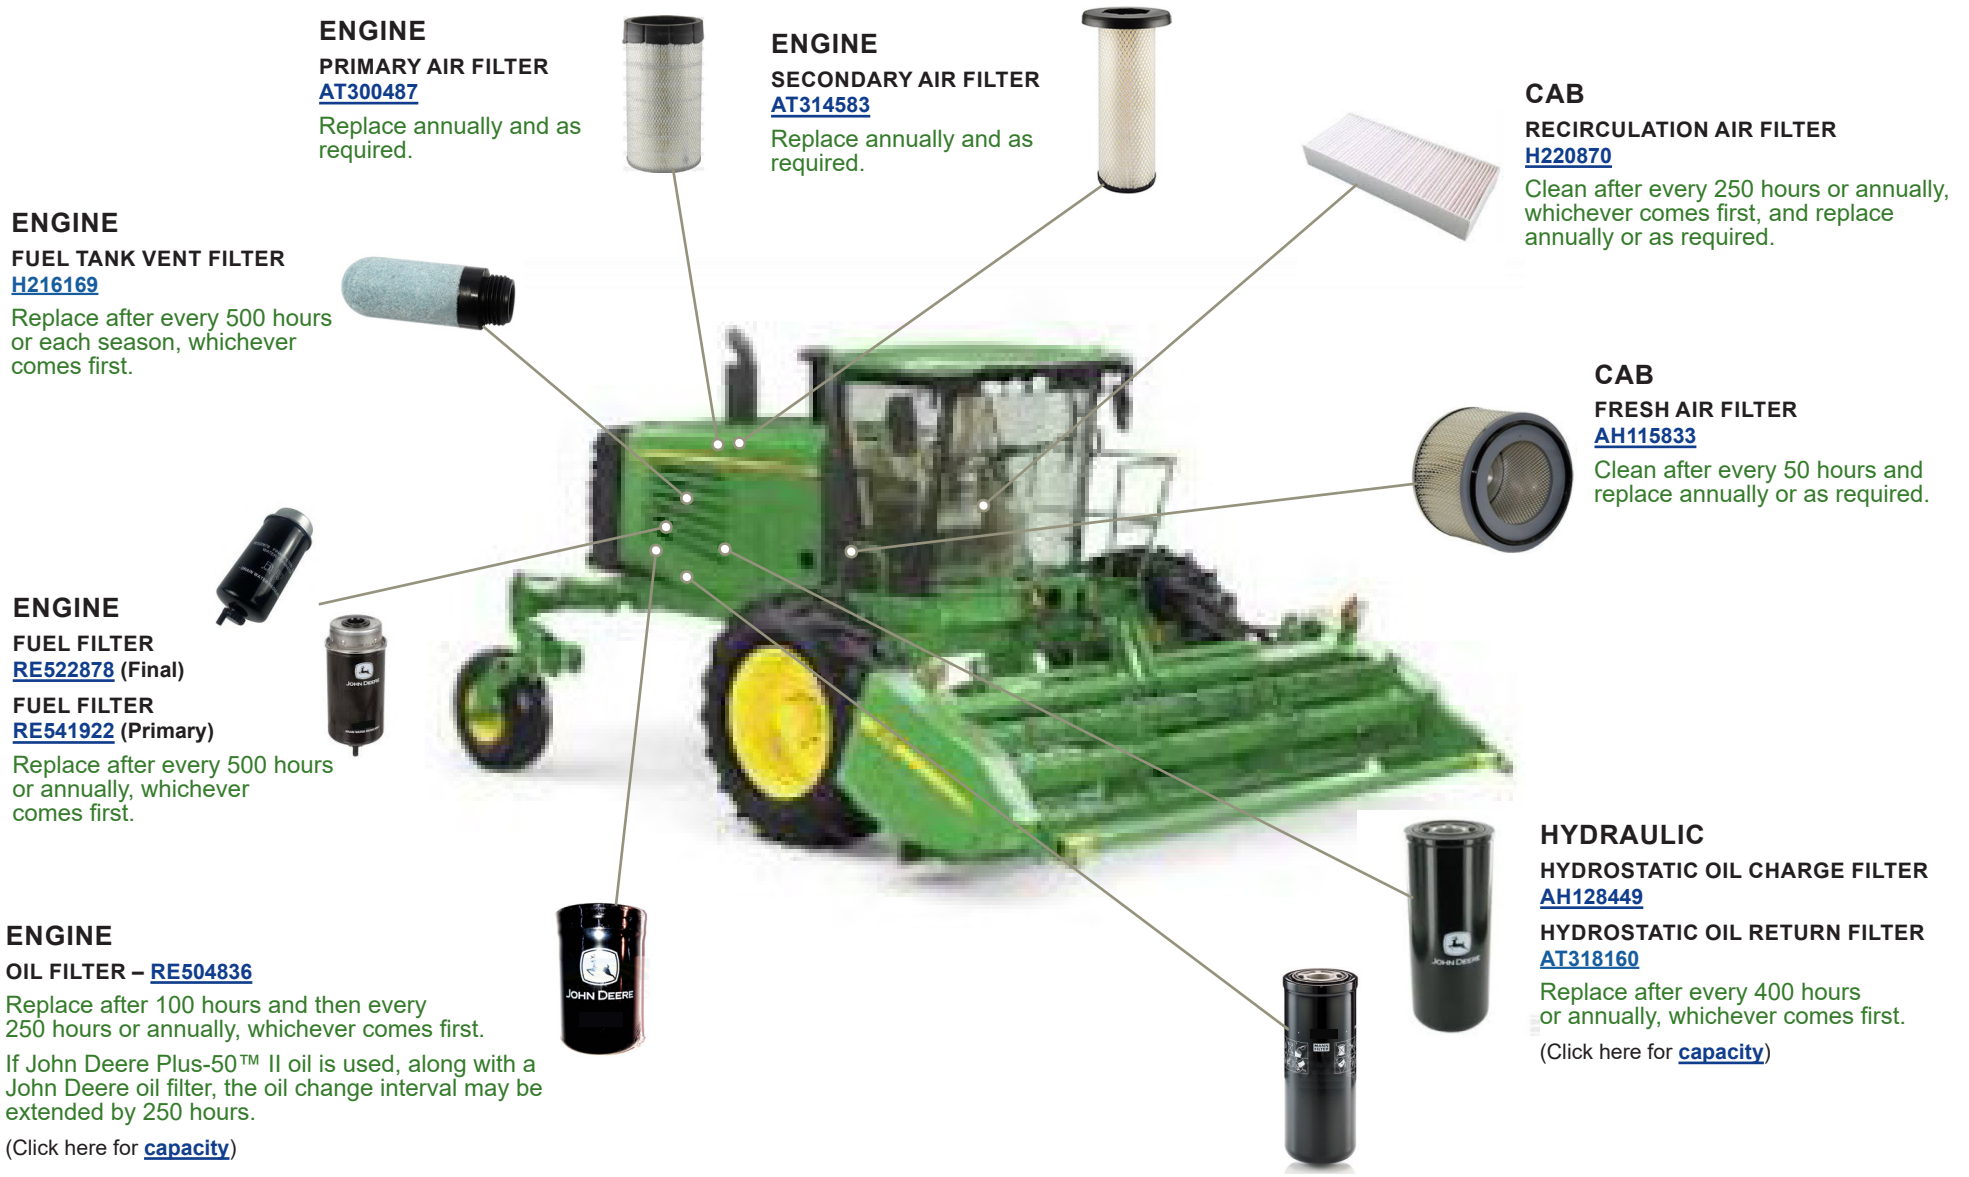 ENGINE
PRIMARY AIR FILTER
AT300487
Replace annually and as
required.
ENGINE
SECONDARY AIR FILTER
AT314583
Replace annually and as
required.
CAB
RECIRCULATION AIR FILTER
H220870
Clean after every 250 hours or annually,
whichever comes first, and replace
annually or as required.
ENGINE
FUEL TANK VENT FILTER
H216169
Replace after every 500 hours
or each season, whichever
comes first.
CAB
FRESH AIR FILTER
AH115833
Clean after every 50 hours and
replace annually or as required.
ENGINE
FUEL FILTER
RE522878 (Final)
FUEL FILTER
RE541922 (Primary)
Replace after every 500 hours
or annually, whichever
comes first.
JOHN DEERE
ENGINE
OIL FILTER – RE504836
Replace after 100 hours and then every
250 hours or annually, whichever comes first.
If John Deere Plus-50™ II oil is used, along with a
John Deere oil filter, the oil change interval may be
extended by 250 hours.
(Click here for capacity)
JOHN DEERE
HYDRAULIC
HYDROSTATIC OIL CHARGE FILTER
AH128449
HYDROSTATIC OIL RETURN FILTER
AT318160
Replace after every 400 hours
or annually, whichever comes first.
(Click here for capacity)
JOHN DEERE